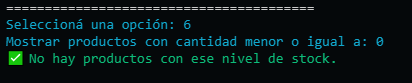 ========================================
Seleccioná una opción: 6
Mostrar productos con cantidad menor o igual a: 0
✅ No hay productos con ese nivel de stock.